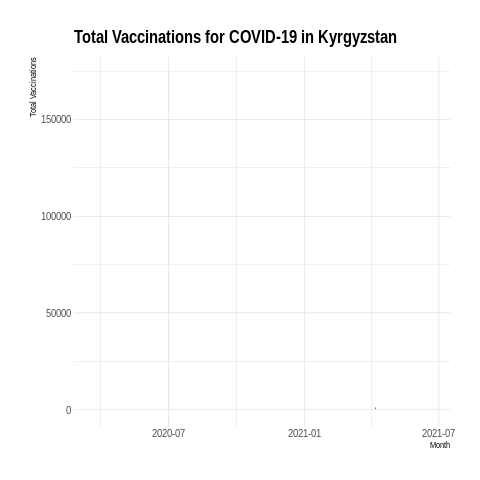 Total Vaccinations for COVID-19 in Kyrgyzstan
Total Vaccinations
150000
100000
50000
0
2020-07
2021-01
2021-07
Month